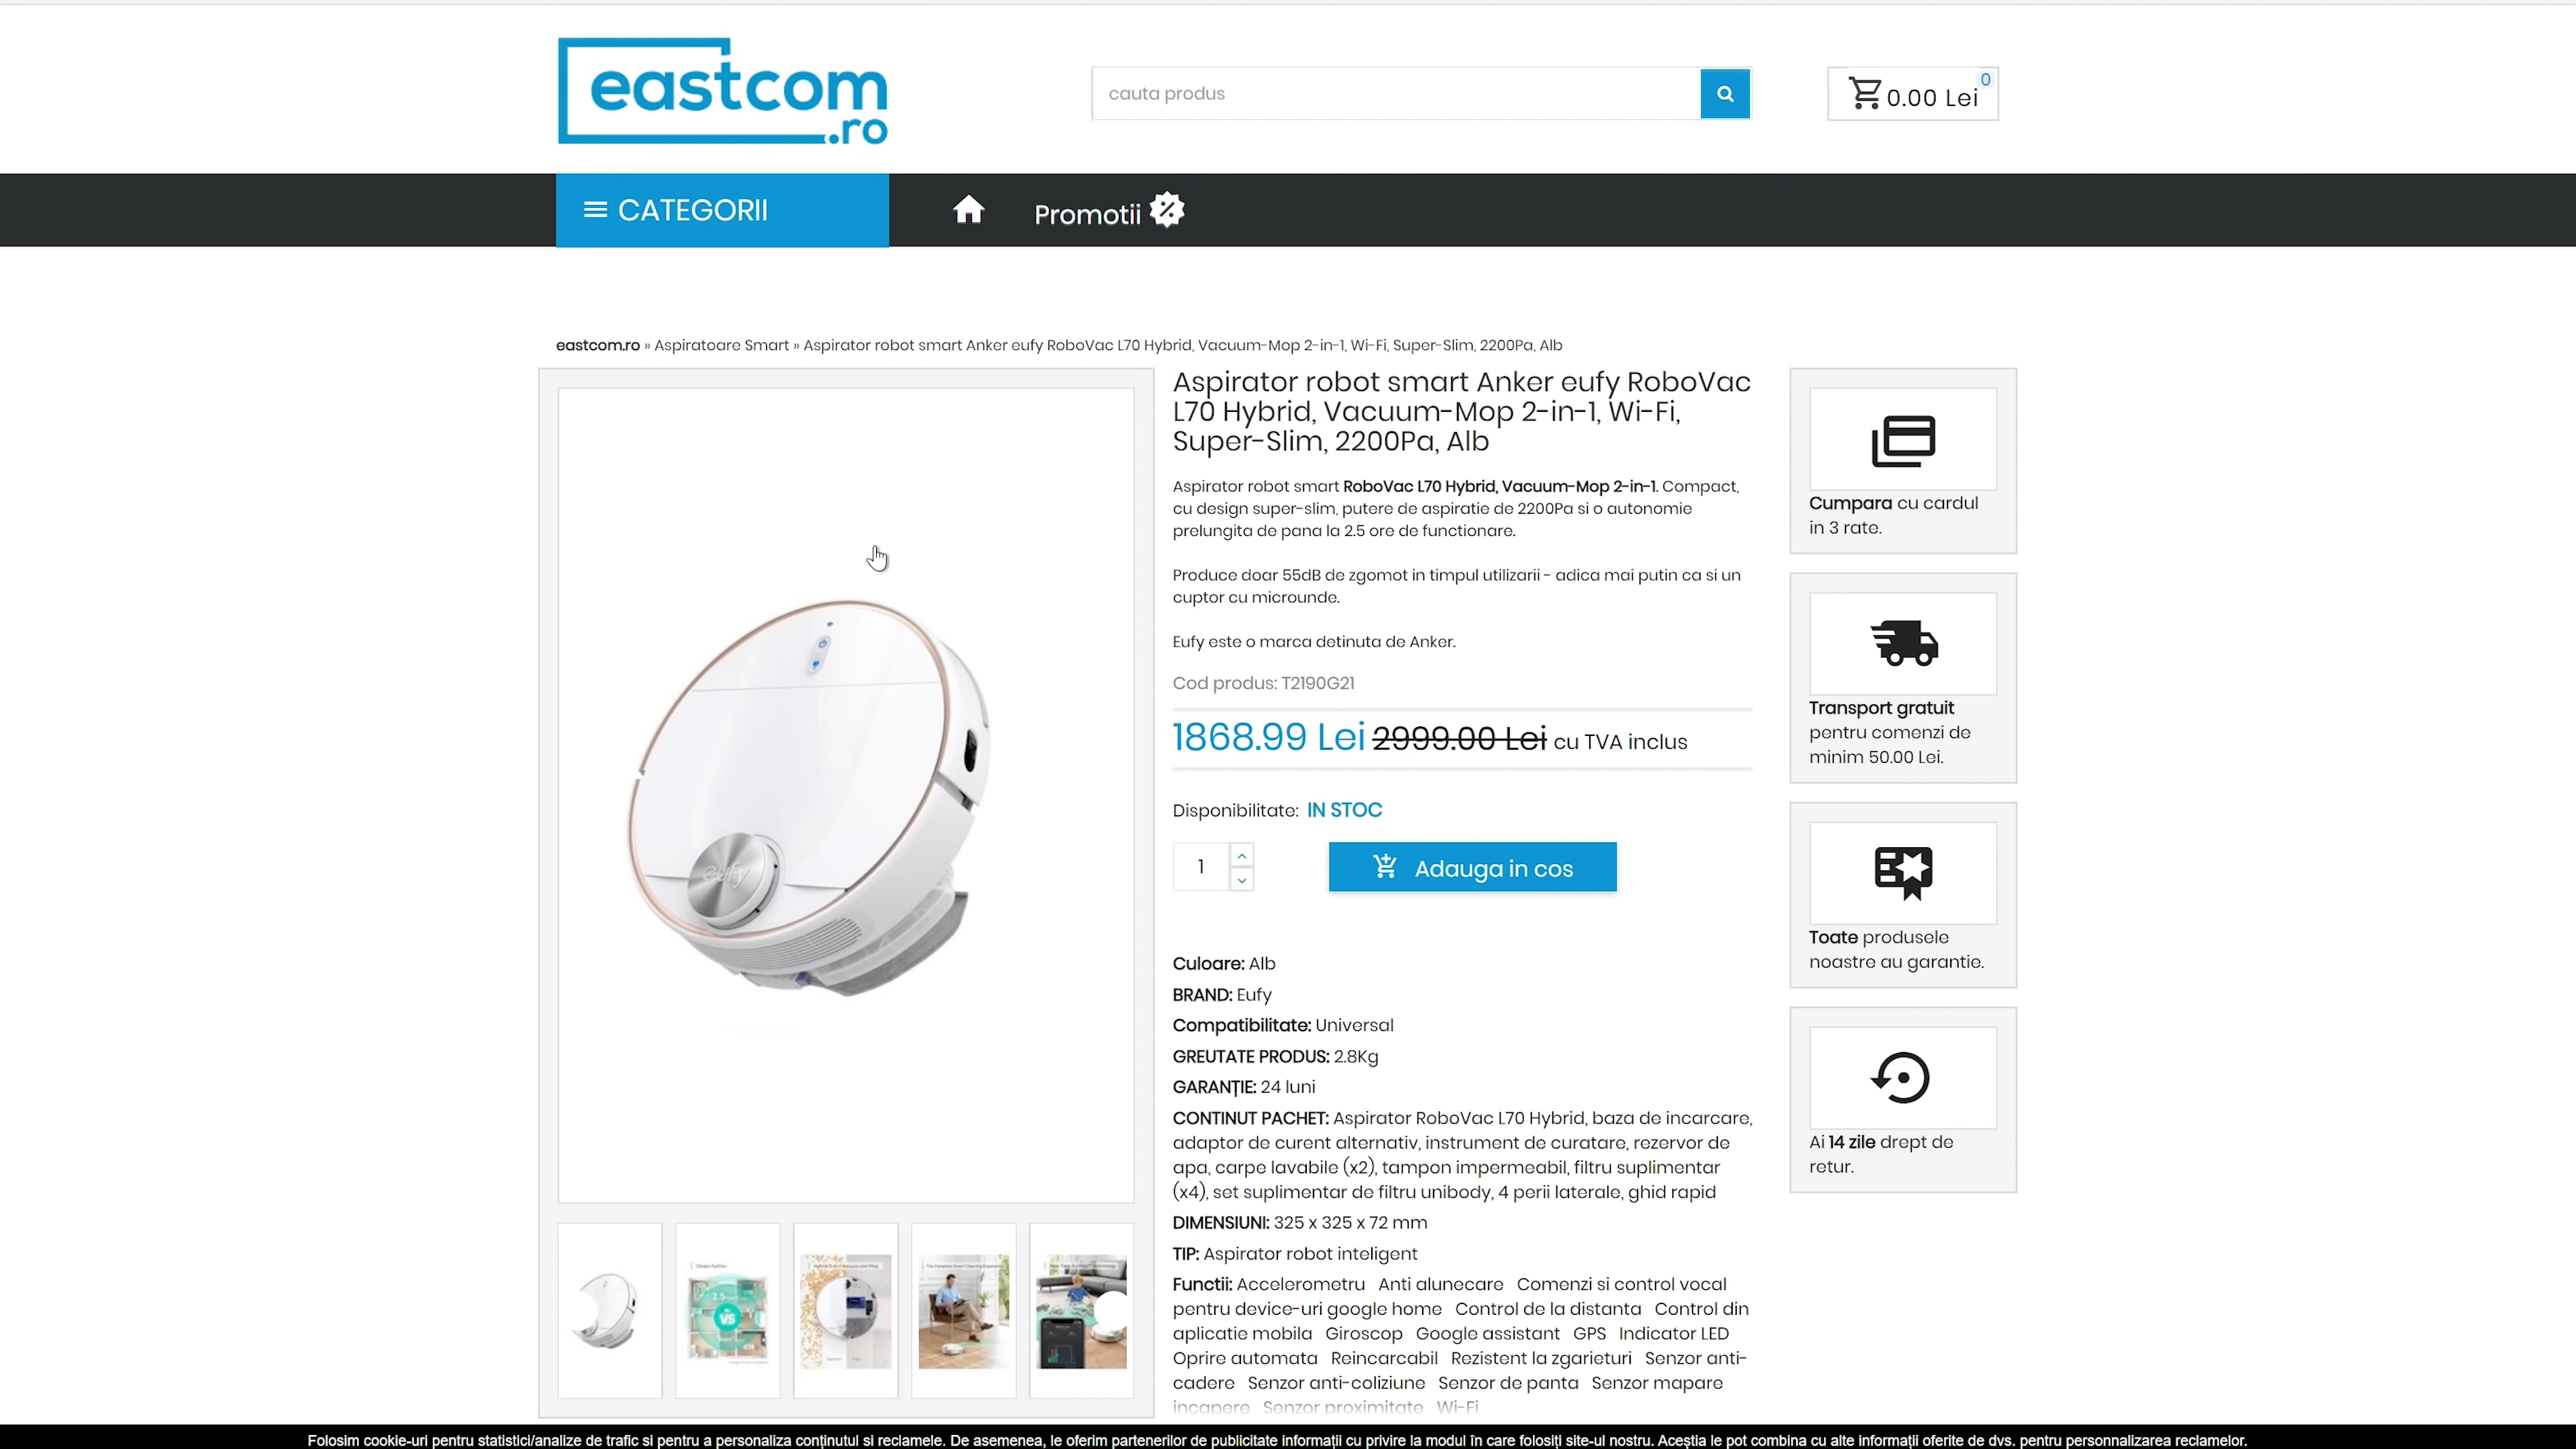 eastcom
.ro
cauta produs
0
0.00 Lei
CATEGORII
Promotii
eastcom.ro » Aspiratoare Smart » Aspirator robot smart Anker eufy RoboVac L70 Hybrid, Vacuum-Mop 2-in-1, Wi-Fi, Super-Slim, 2200Pa, Alb
Aspirator robot smart Anker eufy RoboVac
L70 Hybrid, Vacuum-Mop 2-in-1, Wi-Fi,
Super-Slim, 2200Pa, Alb
Aspirator robot smart RoboVac L70 Hybrid, Vacuum-Mop 2-in-1. Compact,
cu design super-slim, putere de aspiratie de 2200Pa si o autonomie
prelungita de pana la 2.5 ore de functionare.
Produce doar 55dB de zgomot in timpul utilizarii - adica mai putin ca si un
cuptor cu microunde.
Eufy este o marca detinuta de Anker.
Cod produs: T2190G21
1868.99 Lei 2999.00 Lei cu TVA inclus
Disponibilitate: IN STOC
1
Adauga in cos
Culoare: Alb
BRAND: Eufy
Compatibilitate: Universal
GREUTATE PRODUS: 2.8Kg
GARANȚIE: 24 luni
CONTINUT PACHET: Aspirator RoboVac L70 Hybrid, baza de incarcare,
adaptor de curent alternativ, instrument de curatare, rezervor de
apa, carpe lavabile (x2), tampon impermeabil, filtru suplimentar
(x4), set suplimentar de filtru unibody, 4 perii laterale, ghid rapid
DIMENSIUNI: 325 x 325 x 72 mm
TIP: Aspirator robot inteligent
Functii: Accelerometru Anti alunecare Comenzi si control vocal
pentru device-uri google home Control de la distanta Control din
aplicatie mobila Giroscop Google assistant GPS Indicator LED
Oprire automata Reincarcabil Rezistent la zgarieturi Senzor anti-
cadere Senzor anti-coliziune Senzor de panta Senzor mapare
incapere Senzor proximitate Wi-Fi
Cumpara cu cardul
in 3 rate.
Transport gratuit
pentru comenzi de
minim 50.00 Lei.
Toate produsele
noastre au garantie.
Ai 14 zile drept de
retur.
eufy
VS
Folosim cookie-uri pentru statistici/analize de trafic si pentru a personaliza conținutul si reclamele. De asemenea, le oferim partenerilor de publicitate informații cu privire la modul în care folosiți site-ul nostru. Aceștia le pot combina cu alte informații oferite de dvs. pentru personnalizarea reclamelor.